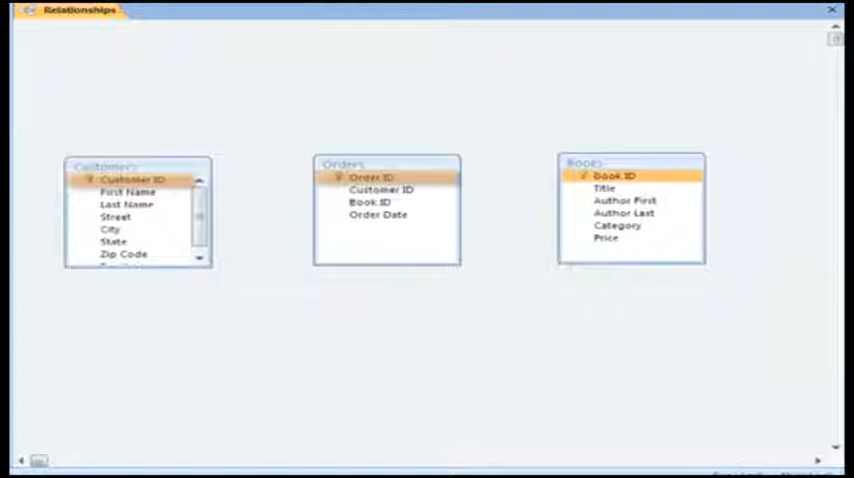 Relationships
Customers
Customer ID
First Name
Last Name
Street
City
State
Zip Code
Orders
Order ID
Customer ID
Book ID
Order Date
Books
Book ID
Title
Author First
Author Last
Category
Price